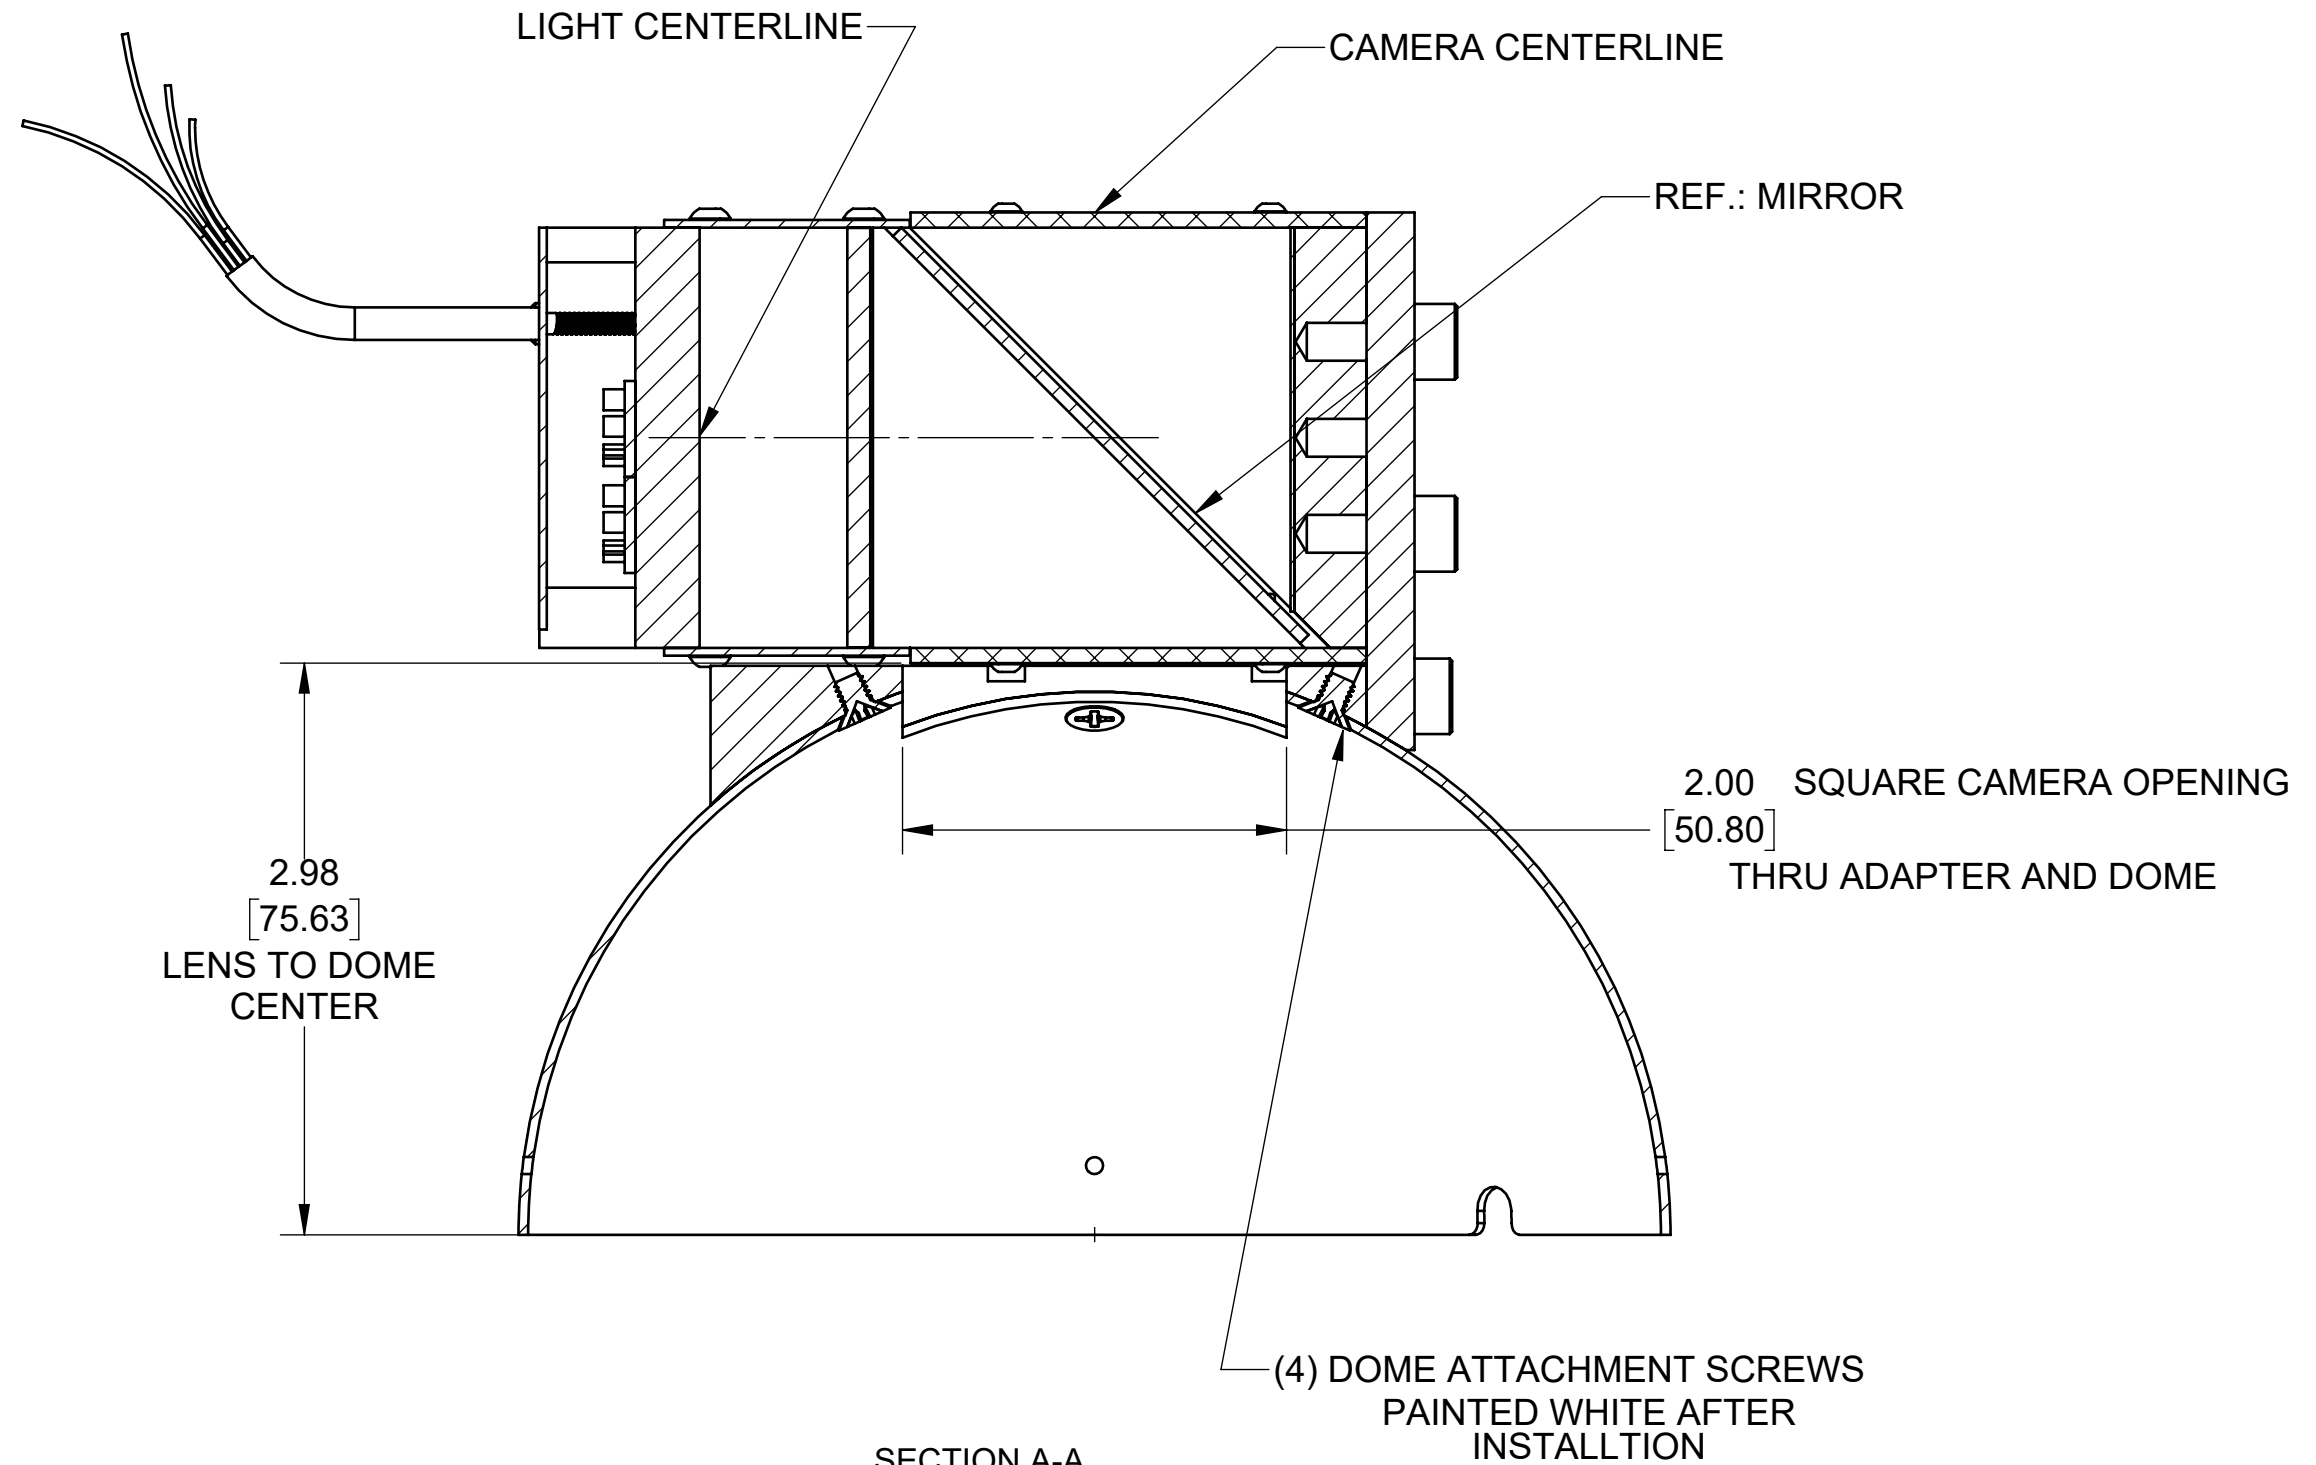 LIGHT CENTERLINE
CAMERA CENTERLINE
REF.: MIRROR
2.00 SQUARE CAMERA OPENING
[50.80]
THRU ADAPTER AND DOME
2.98
[75.63]
LENS TO DOME
CENTER
(4) DOME ATTACHMENT SCREWS
PAINTED WHITE AFTER
INSTALLTION
SECTION A-A